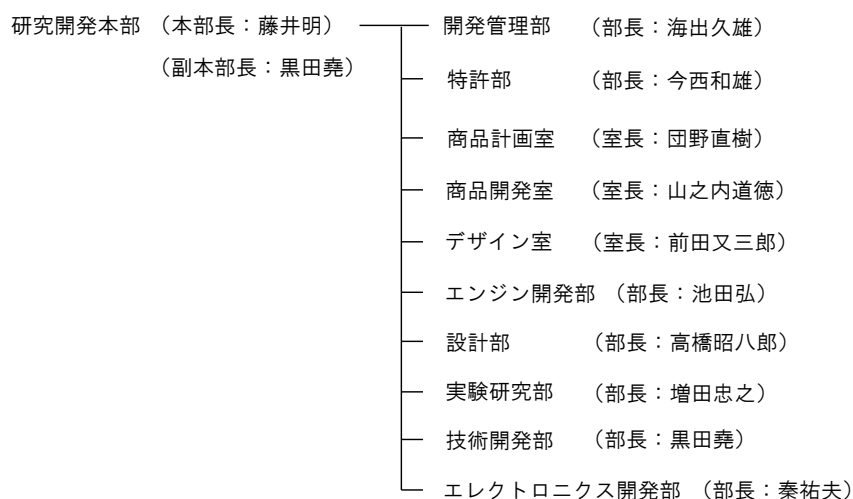 研究開発本部 （本部長：藤井明） 開発管理部 （部長：海出久雄）
（副本部長：黒田堯） 特許部 （部長：今西和雄）
商品計画室 （室長：団野直樹）
商品開発室 （室長：山之内道徳）
デザイン室 （室長：前田又三郎）
エンジン開発部 （部長：池田弘）
設計部 （部長：高橋昭八郎）
実験研究部 （部長：増田忠之）
技術開発部 （部長：黒田堯）
エレクトロニクス開発部 （部長：秦祐夫）